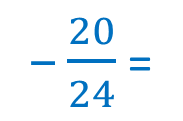 − 20/24 =